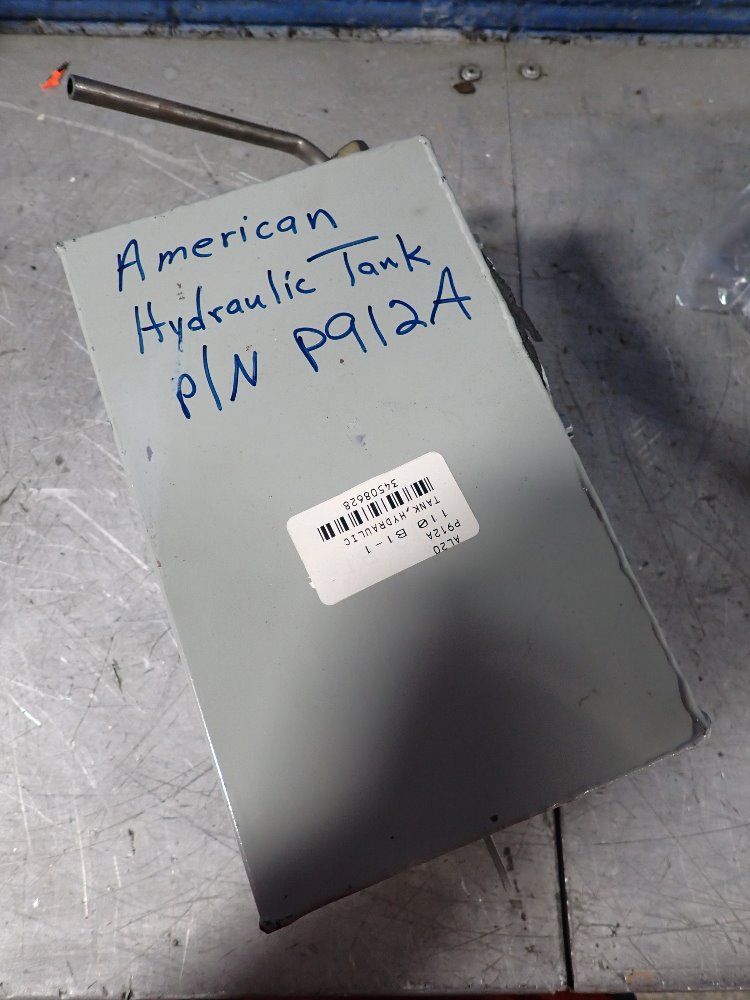 American
Hydraulic Tank
P/N P912A
AL20
P912A
110 B1-1
TANK,HYDRAULIC
34508628